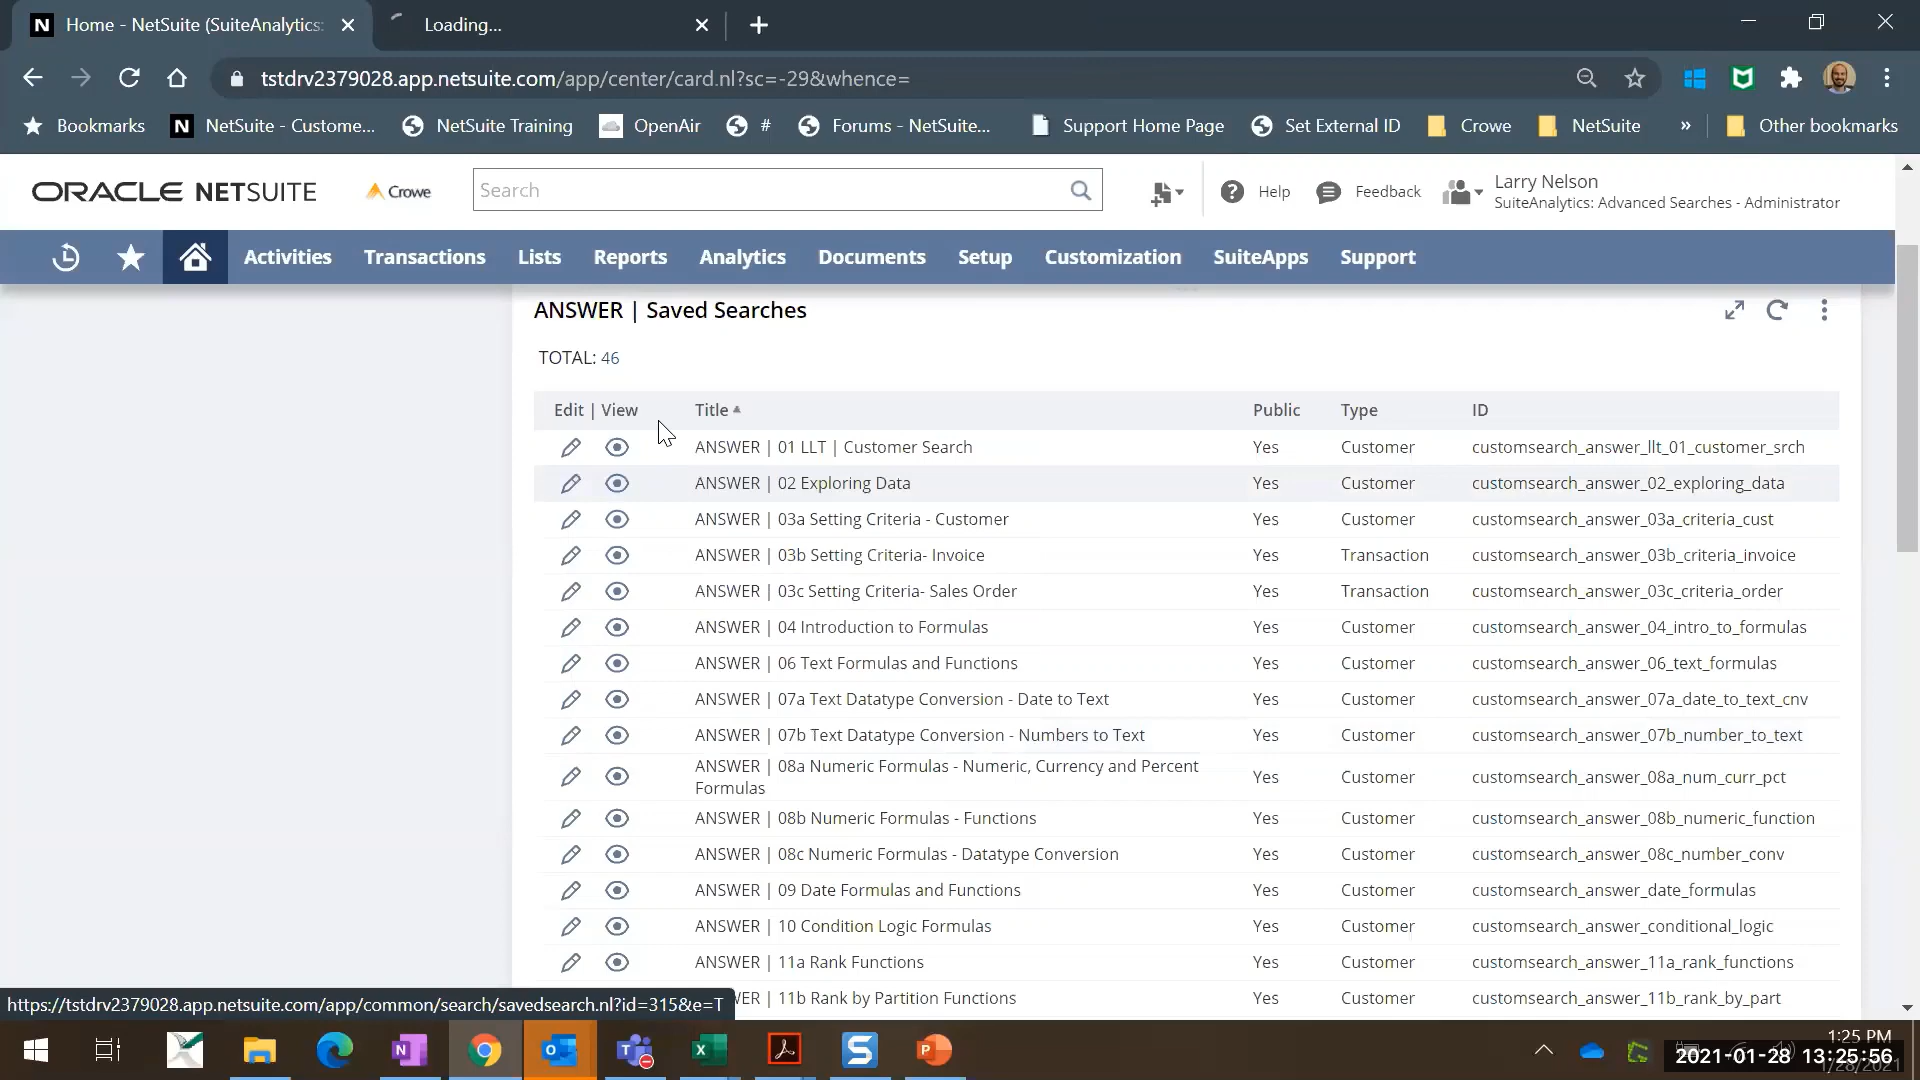 Home - NetSuite (SuiteAnalytics:
Loading...
tstdrv2379028.app.netsuite.com/app/center/card.nl?sc=-29&whence=
Bookmarks
NetSuite - Custome...
NetSuite Training
OpenAir
#
Forums - NetSuite...
Support Home Page
Set External ID
Crowe
NetSuite
»
Other bookmarks
ORACLE NETSUITE
Crowe
Search
Help
Feedback
Larry Nelson
SuiteAnalytics: Advanced Searches - Administrator
Activities
Transactions
Lists
Reports
Analytics
Documents
Setup
Customization
SuiteApps
Support
ANSWER | Saved Searches
TOTAL: 46
Edit | View Title Public Type ID
ANSWER | 01 LLT | Customer Search Yes Customer customsearch_answer_llt_01_customer_srch
ANSWER | 02 Exploring Data Yes Customer customsearch_answer_02_exploring_data
ANSWER | 03a Setting Criteria - Customer Yes Customer customsearch_answer_03a_criteria_cust
ANSWER | 03b Setting Criteria- Invoice Yes Transaction customsearch_answer_03b_criteria_invoice
ANSWER | 03c Setting Criteria- Sales Order Yes Transaction customsearch_answer_03c_criteria_order
ANSWER | 04 Introduction to Formulas Yes Customer customsearch_answer_04_intro_to_formulas
ANSWER | 06 Text Formulas and Functions Yes Customer customsearch_answer_06_text_formulas
ANSWER | 07a Text Datatype Conversion - Date to Text Yes Customer customsearch_answer_07a_date_to_text_cnv
ANSWER | 07b Text Datatype Conversion - Numbers to Text Yes Customer customsearch_answer_07b_number_to_text
ANSWER | 08a Numeric Formulas - Numeric, Currency and Percent
Formulas Yes Customer customsearch_answer_08a_num_curr_pct
ANSWER | 08b Numeric Formulas - Functions Yes Customer customsearch_answer_08b_numeric_function
ANSWER | 08c Numeric Formulas - Datatype Conversion Yes Customer customsearch_answer_08c_number_conv
ANSWER | 09 Date Formulas and Functions Yes Customer customsearch_answer_date_formulas
ANSWER | 10 Condition Logic Formulas Yes Customer customsearch_answer_conditional_logic
ANSWER | 11a Rank Functions Yes Customer customsearch_answer_11a_rank_functions
WER | 11b Rank by Partition Functions Yes Customer customsearch_answer_11b_rank_by_part
https://tstdrv2379028.app.netsuite.com/app/common/search/savedsearch.nl?id=315&e=T
1:25 PM
2021-01-28 13:25:56
1/28/2021